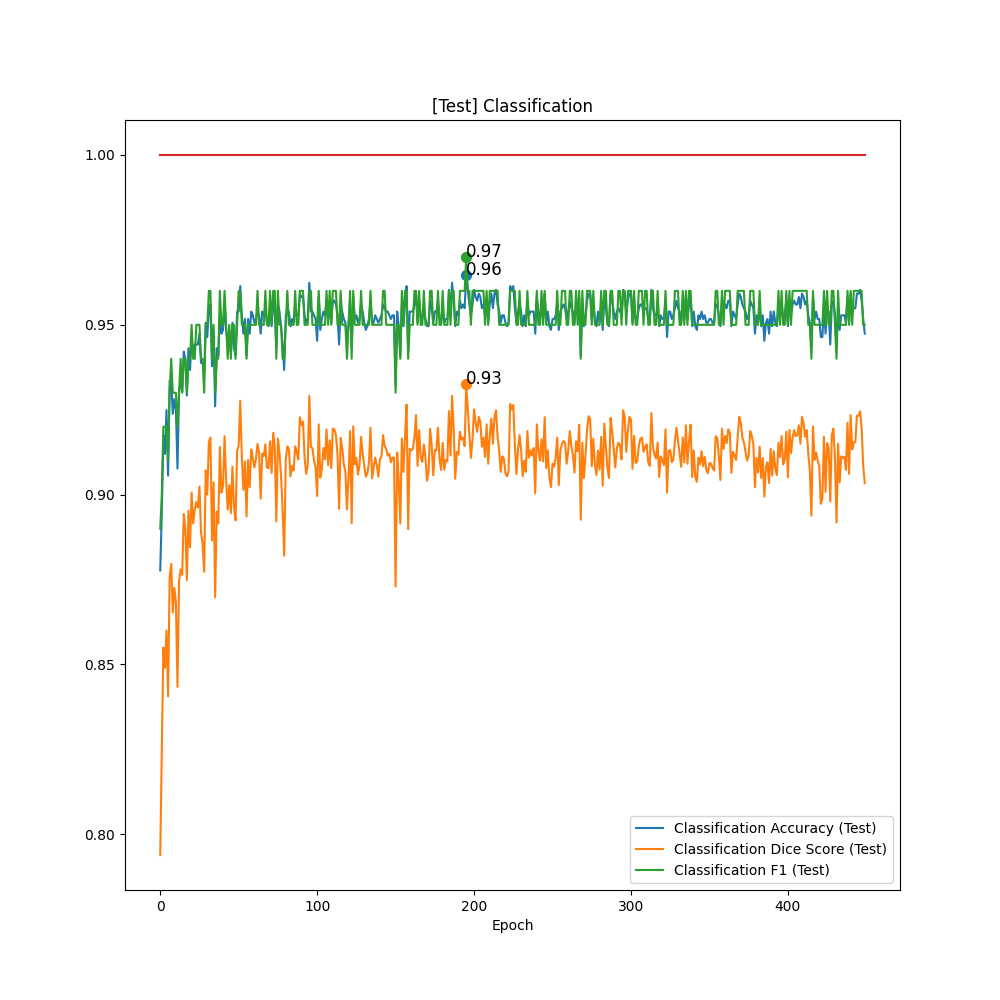 [Test] Classification
1.00
0.97
0.96
0.95
0.93
0.90
0.85
0.80
Classification Accuracy (Test)
Classification Dice Score (Test)
Classification F1 (Test)
0 100 200 300 400
Epoch